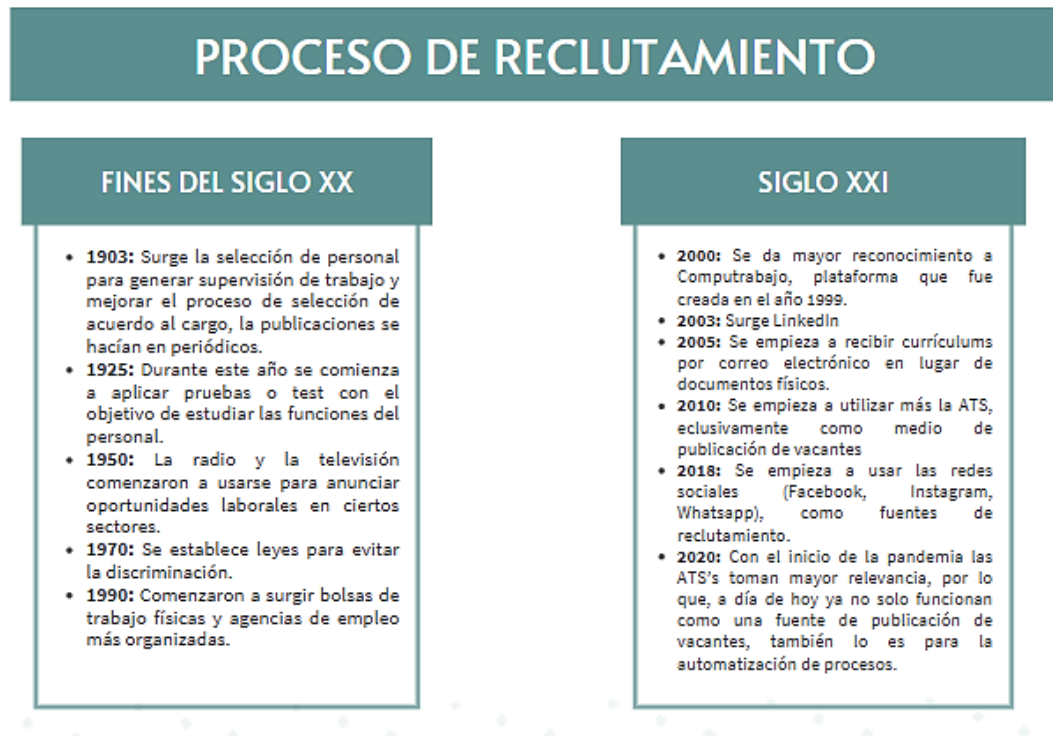 PROCESO DE RECLUTAMIENTO
FINES DEL SIGLO XX
• 1903: Surge la selección de personal
para generar supervisión de trabajo y
mejorar el proceso de selección de
acuerdo al cargo, la publicaciones se
hacían en periódicos.
• 1925: Durante este año se comienza
a aplicar pruebas o test con el
objetivo de estudiar las funciones del
personal.
• 1950: La radio y la televisión
comenzaron a usarse para anunciar
oportunidades laborales en ciertos
sectores.
• 1970: Se establece leyes para evitar
la discriminación.
• 1990: Comenzaron a surgir bolsas de
trabajo físicas y agencias de empleo
más organizadas.
SIGLO XXI
• 2000: Se da mayor reconocimiento a
Computrabajo, plataforma que fue
creada en el año 1999.
• 2003: Surge LinkedIn
• 2005: Se empieza a recibir currículums
por correo electrónico en lugar de
documentos físicos.
• 2010: Se empieza a utilizar más la ATS,
eclusivamente como medio de
publicación de vacantes
• 2018: Se empieza a usar las redes
sociales (Facebook, Instagram,
Whatsapp), como fuentes de
reclutamiento.
• 2020: Con el inicio de la pandemia las
ATS's toman mayor relevancia, por lo
que, a día de hoy ya no solo funcionan
como una fuente de publicación de
vacantes, también lo es para la
automatización de procesos.